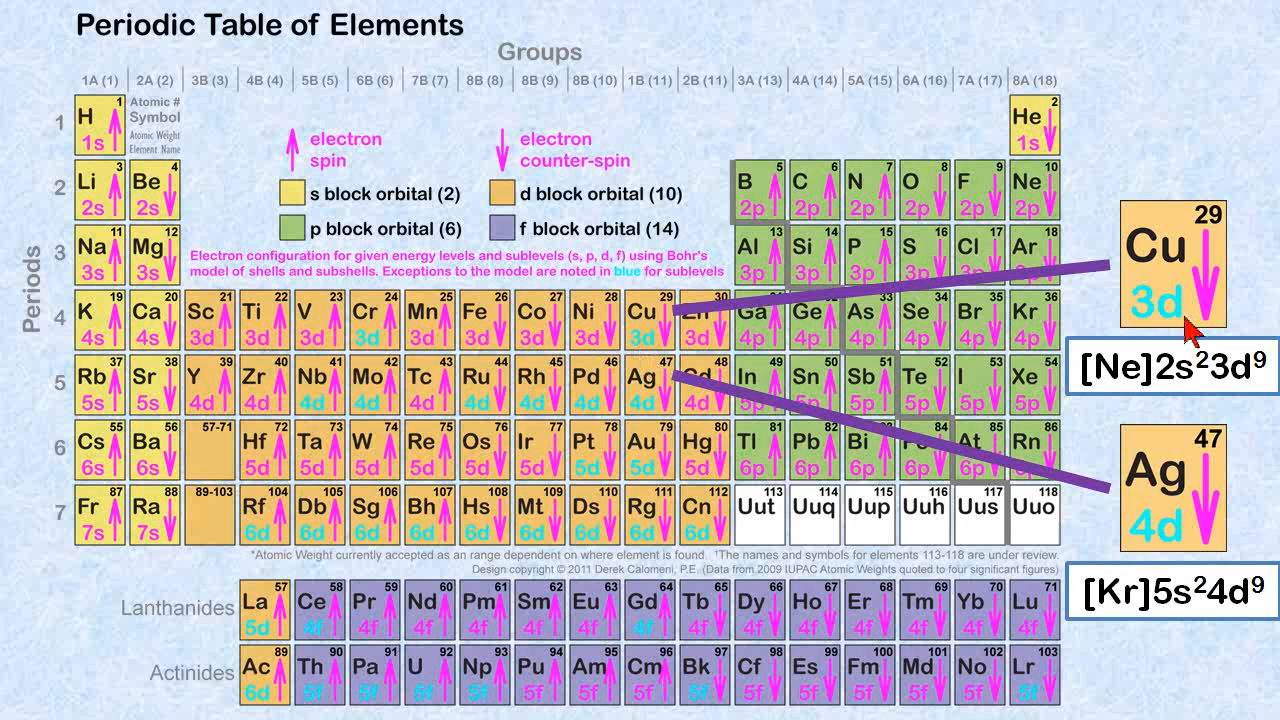 Periodic Table of Elements
Groups
1A (1) 2A (2) 3B (3) 4B (4) 5B (5) 6B (6) 7B (7) 8B (8) 8B (9) 8B (10) 1B (11) 2B (11) 3A (13) 4A (14) 5A (15) 6A (16) 7A (17) 8A (18)
Periods
1 2 3 4 5 6 7
Atomic #
Symbol
Atomic Weight
Element Name
electron
spin
electron
counter-spin
s block orbital (2)
d block orbital (10)
p block orbital (6)
f block orbital (14)
Electron configuration for given energy levels and sublevels (s, p, d, f) using Bohr's
model of shells and subshells. Exceptions to the model are noted in blue for sublevels
1 2
H He
1s 1s
3 4 5 6 7 8 9 10
Li Be B C N O F Ne
2s 2s 2p 2p 2p 2p 2p 2p
11 12 13 14 15 16 17 18
Na Mg Al Si P S Cl Ar
3s 3s 3p 3p 3p 3p 3p 3p
19 20 21 22 23 24 25 26 27 28 29 30 31 32 33 34 35 36
K Ca Sc Ti V Cr Mn Fe Co Ni Cu Zn Ga Ge As Se Br Kr
4s 4s 3d 3d 3d 3d 3d 3d 3d 3d 3d 3d 4p 4p 4p 4p 4p 4p
37 38 39 40 41 42 43 44 45 46 47 48 49 50 51 52 53 54
Rb Sr Y Zr Nb Mo Tc Ru Rh Pd Ag Cd In Sn Sb Te I Xe
5s 5s 4d 4d 4d 4d 4d 4d 4d 4d 4d 4d 5p 5p 5p 5p 5p 5p
55 56 57-71 72 73 74 75 76 77 78 79 80 81 82 83 84 85 86
Cs Ba Hf Ta W Re Os Ir Pt Au Hg Tl Pb Bi Po At Rn
6s 6s 5d 5d 5d 5d 5d 5d 5d 5d 5d 6p 6p 6p 6p 6p 6p
87 88 89-103 104 105 106 107 108 109 110 111 112 113 114 115 116 117 118
Fr Ra Rf Db Sg Bh Hs Mt Ds Rg Cn Uut Uuq Uup Uuh Uus Uuo
7s 7s 6d 6d 6d 6d 6d 6d 6d 6d 6d
*Atomic Weight currently accepted as an range dependent on where element is found. †The names and symbols for elements 113-118 are under review.
Design copyright © 2011 Derek Calomeni, P.E. (Data from 2009 IUPAC Atomic Weights quoted to four significant figures)
57 58 59 60 61 62 63 64 65 66 67 68 69 70 71
Lanthanides La Ce Pr Nd Pm Sm Eu Gd Tb Dy Ho Er Tm Yb Lu
5d 4f 4f 4f 4f 4f 4f 4f 4f 4f 4f 4f 4f 4f 4f
89 90 91 92 93 94 95 96 97 98 99 100 101 102 103
Actinides Ac Th Pa U Np Pu Am Cm Bk Cf Es Fm Md No Lr
6d 5f 5f 5f 5f 5f 5f 5f 5f 5f 5f 5f 5f 5f 5f
29
Cu
3d
[Ne]2s²3d⁹
47
Ag
4d
[Kr]5s²4d⁹